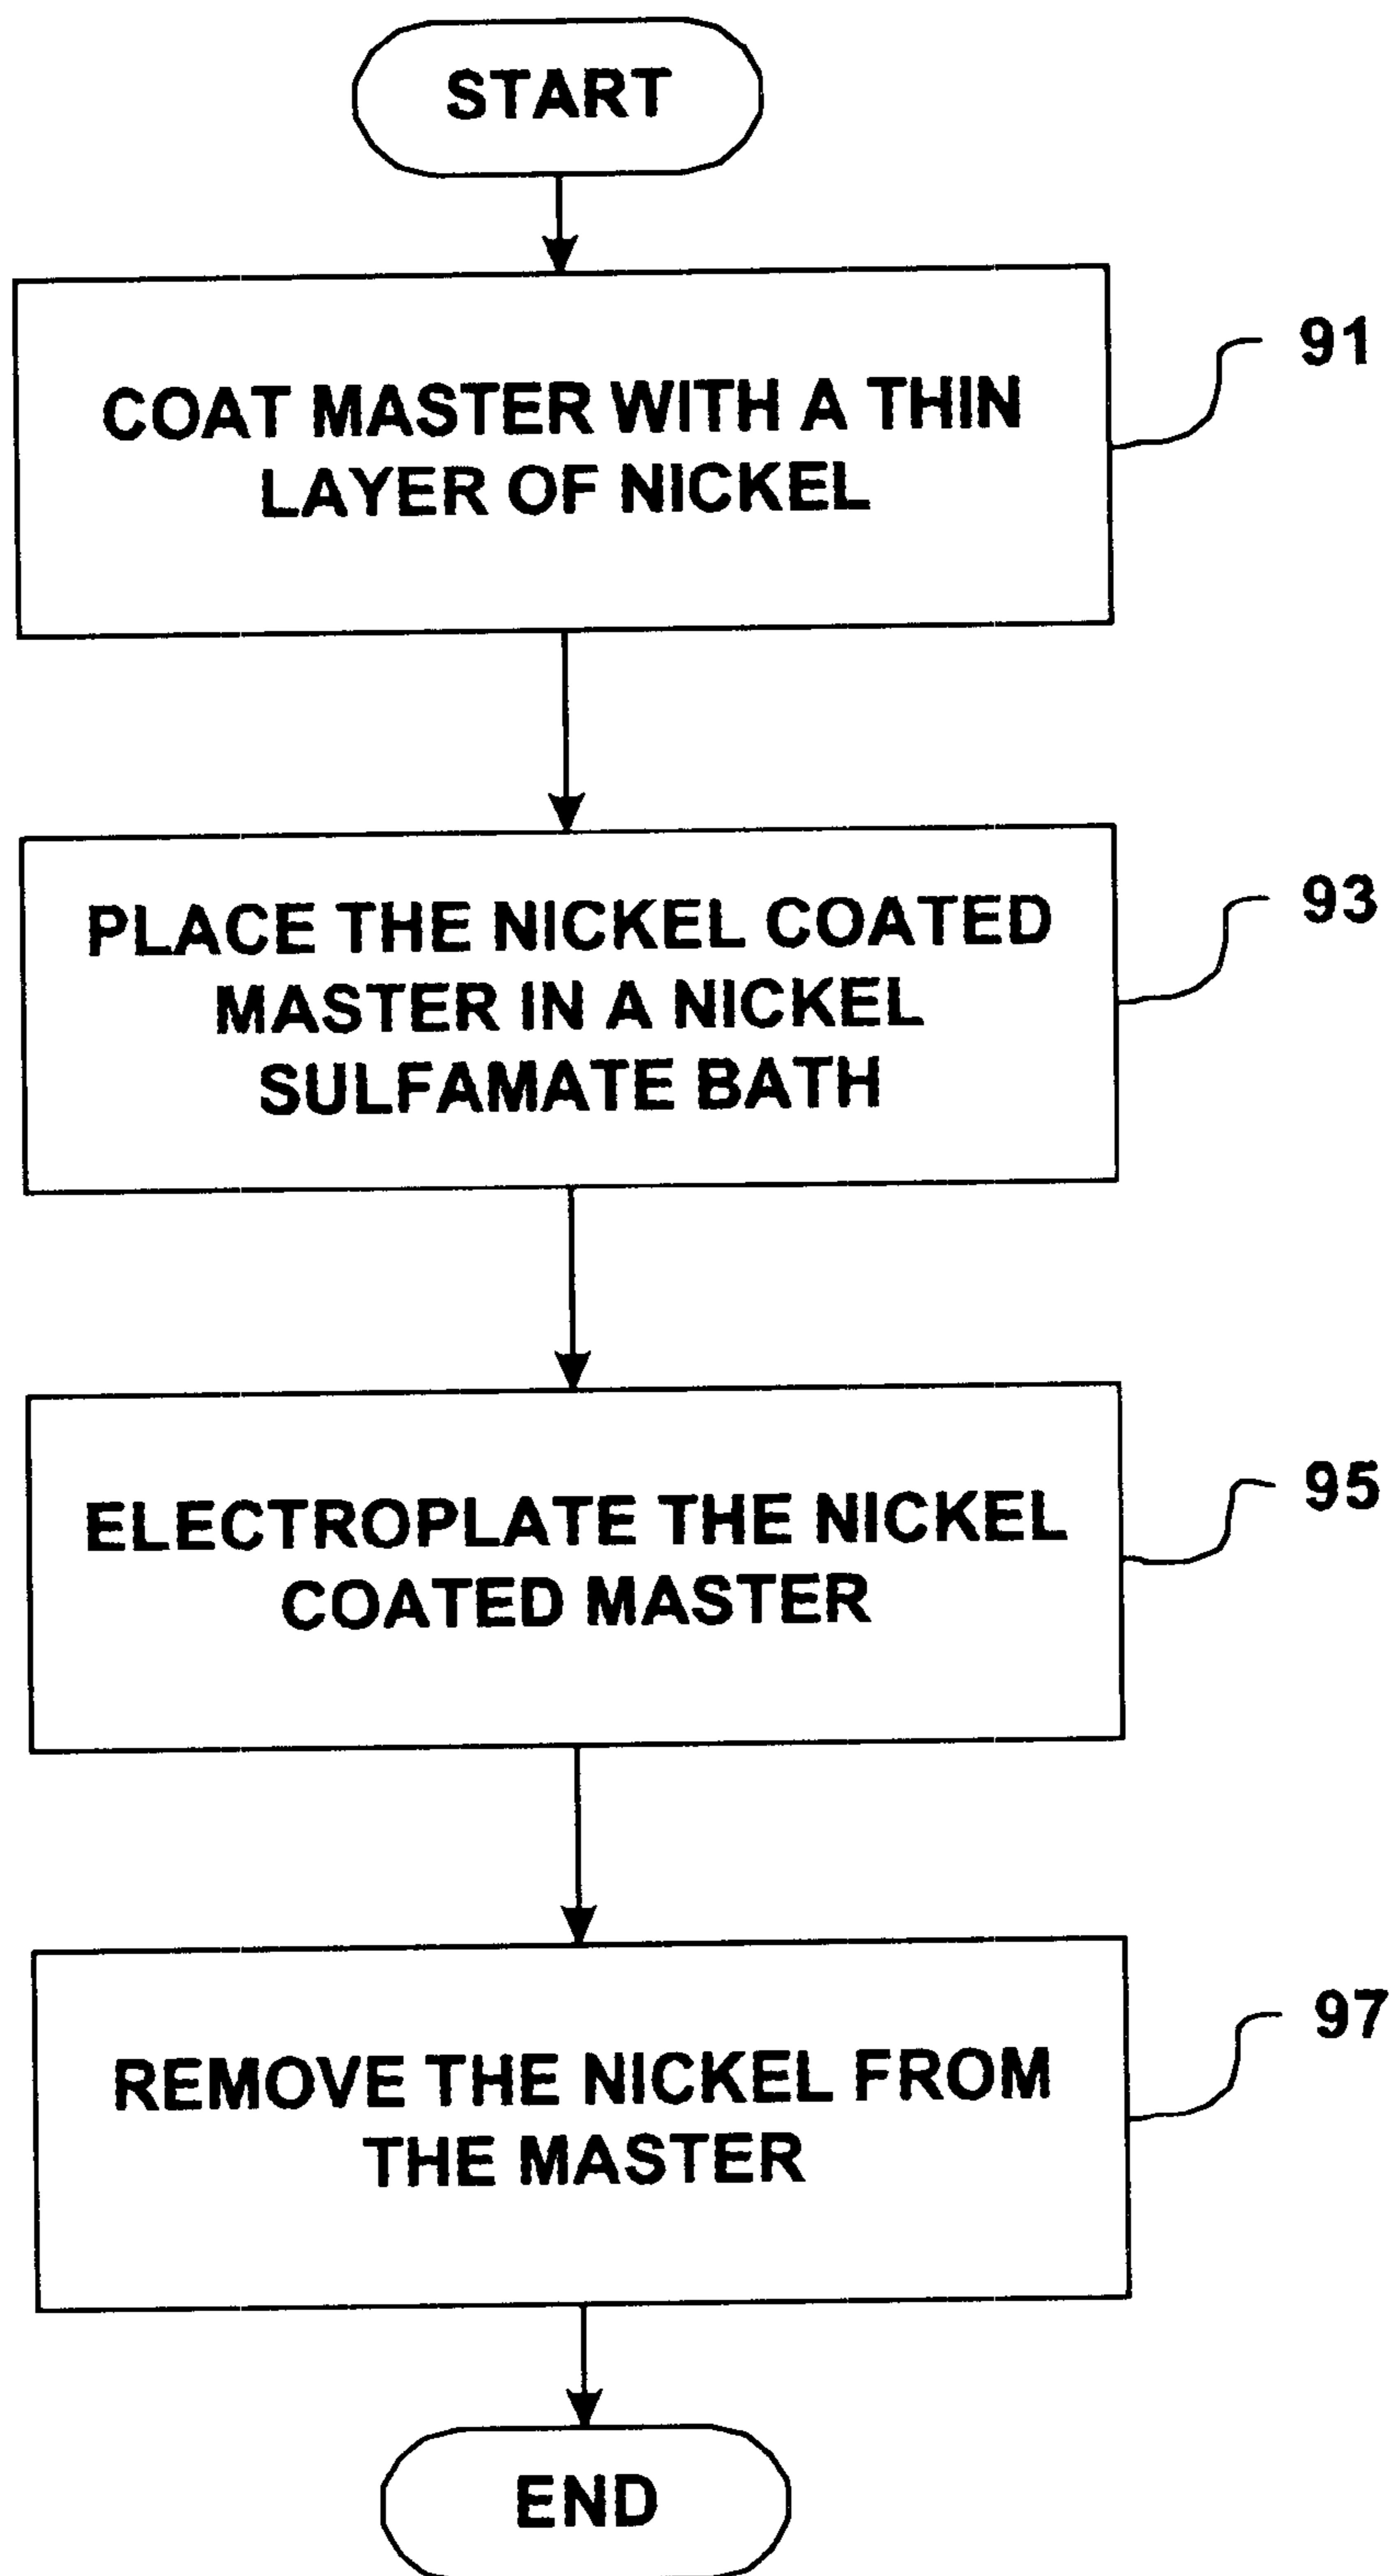 START
COAT MASTER WITH A THIN
LAYER OF NICKEL
91
PLACE THE NICKEL COATED
MASTER IN A NICKEL
SULFAMATE BATH
93
ELECTROPLATE THE NICKEL
COATED MASTER
95
REMOVE THE NICKEL FROM
THE MASTER
97
END